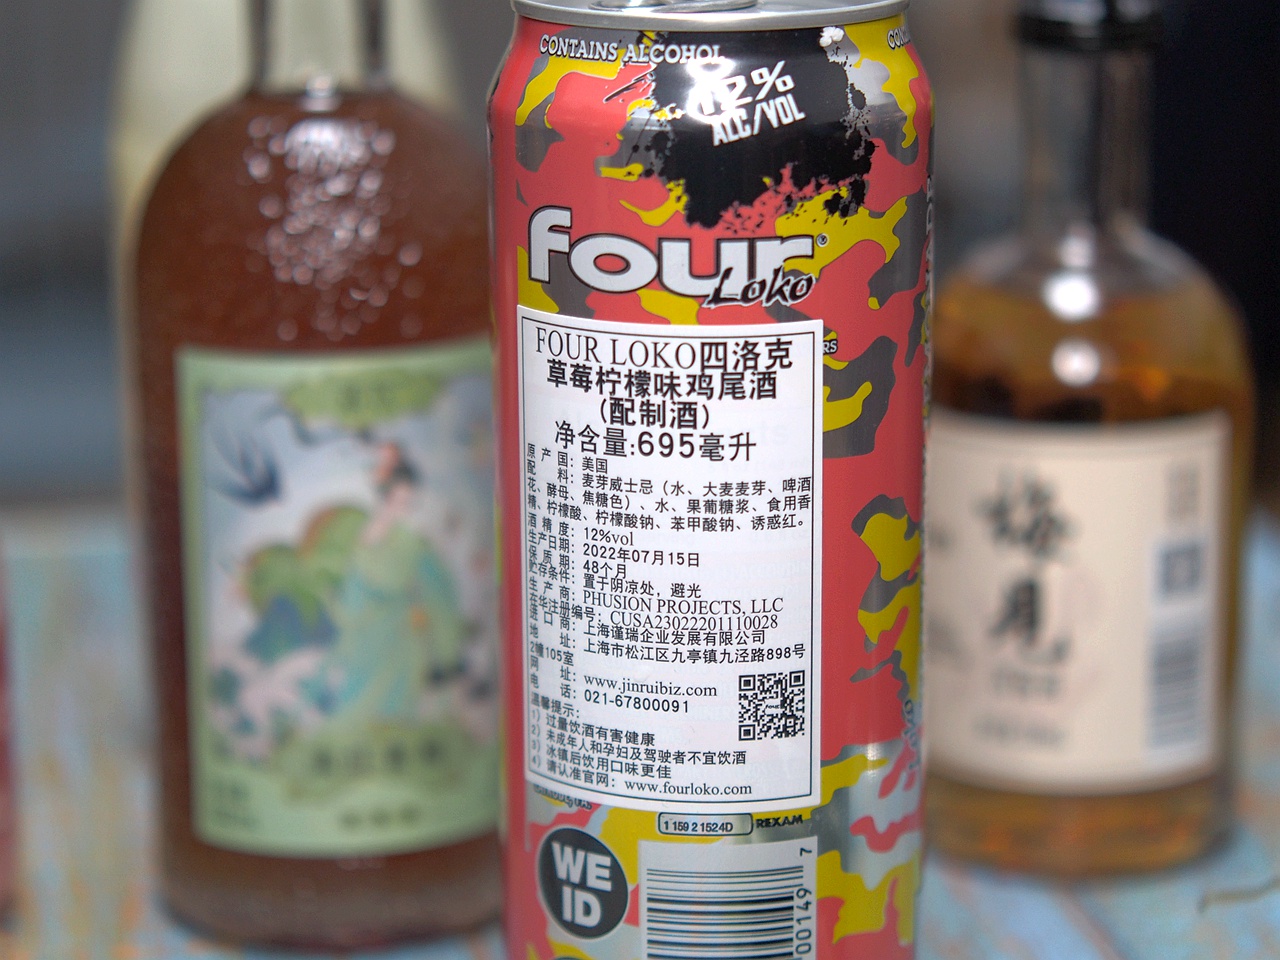 CONTAINS ALCOHOL
12%
ALC/VOL
four
Loko
FOUR LOKO四洛克
草莓柠檬味鸡尾酒
(配制酒)
净含量:695毫升
原产国:美国
配料:麦芽威士忌(水、大麦麦芽、啤酒
花、酵母、焦糖色)、水、果葡糖浆、食用香
精、柠檬酸、柠檬酸钠、苯甲酸钠、诱惑红。
酒精度:12%vol
生产日期:2022年07月15日
保质期:48个月
贮存条件:置于阴凉处，避光
生产商:PHUSION PROJECTS, LLC
在华注册编号:CUSA23022201110028
进口商:上海谨瑞企业发展有限公司
地址:上海市松江区九亭镇九泾路898号
2幢105室
网址:www.jinruibiz.com
电话:021-67800091
温馨提示:
1)过量饮酒有害健康
2)未成年人和孕妇及驾驶者不宜饮酒
3)冰镇后饮用口味更佳
4)请认准官网:www.fourloko.com
1 159 2 1524D
REXAM
WE
ID
00149 7
梅見